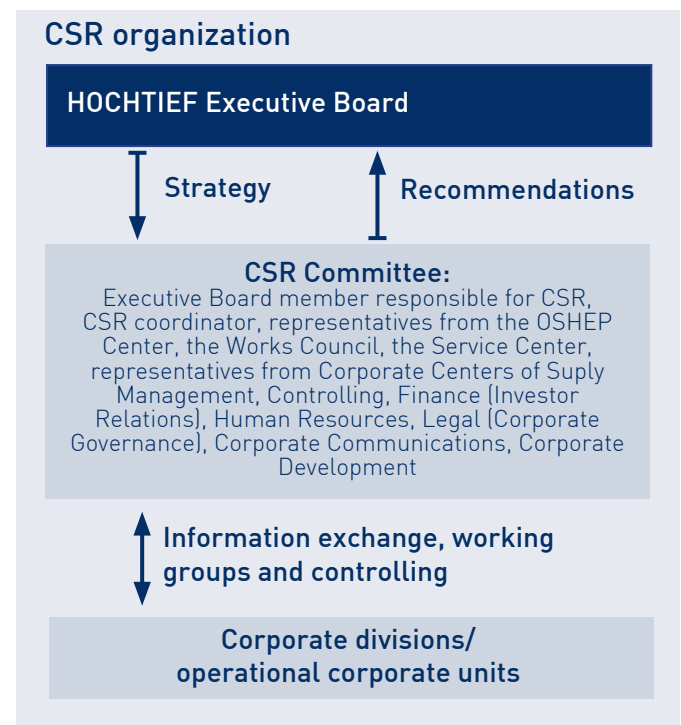 CSR organization
HOCHTIEF Executive Board
Strategy
Recommendations
CSR Committee:
Executive Board member responsible for CSR,
CSR coordinator, representatives from the OSHEP
Center, the Works Council, the Service Center,
representatives from Corporate Centers of Suply
Management, Controlling, Finance (Investor
Relations), Human Resources, Legal (Corporate
Governance), Corporate Communications, Corporate
Development
Information exchange, working
groups and controlling
Corporate divisions/
operational corporate units